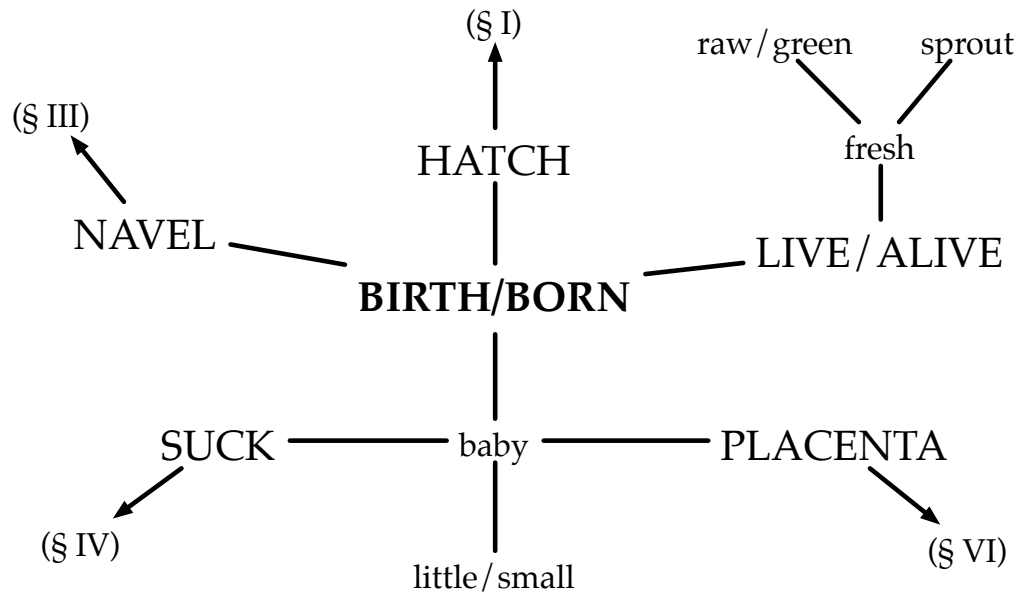 (§ I)
raw/green
sprout
(§ III)
fresh
HATCH
NAVEL
LIVE/ALIVE
BIRTH/BORN
SUCK
baby
PLACENTA
(§ IV)
(§ VI)
little/small